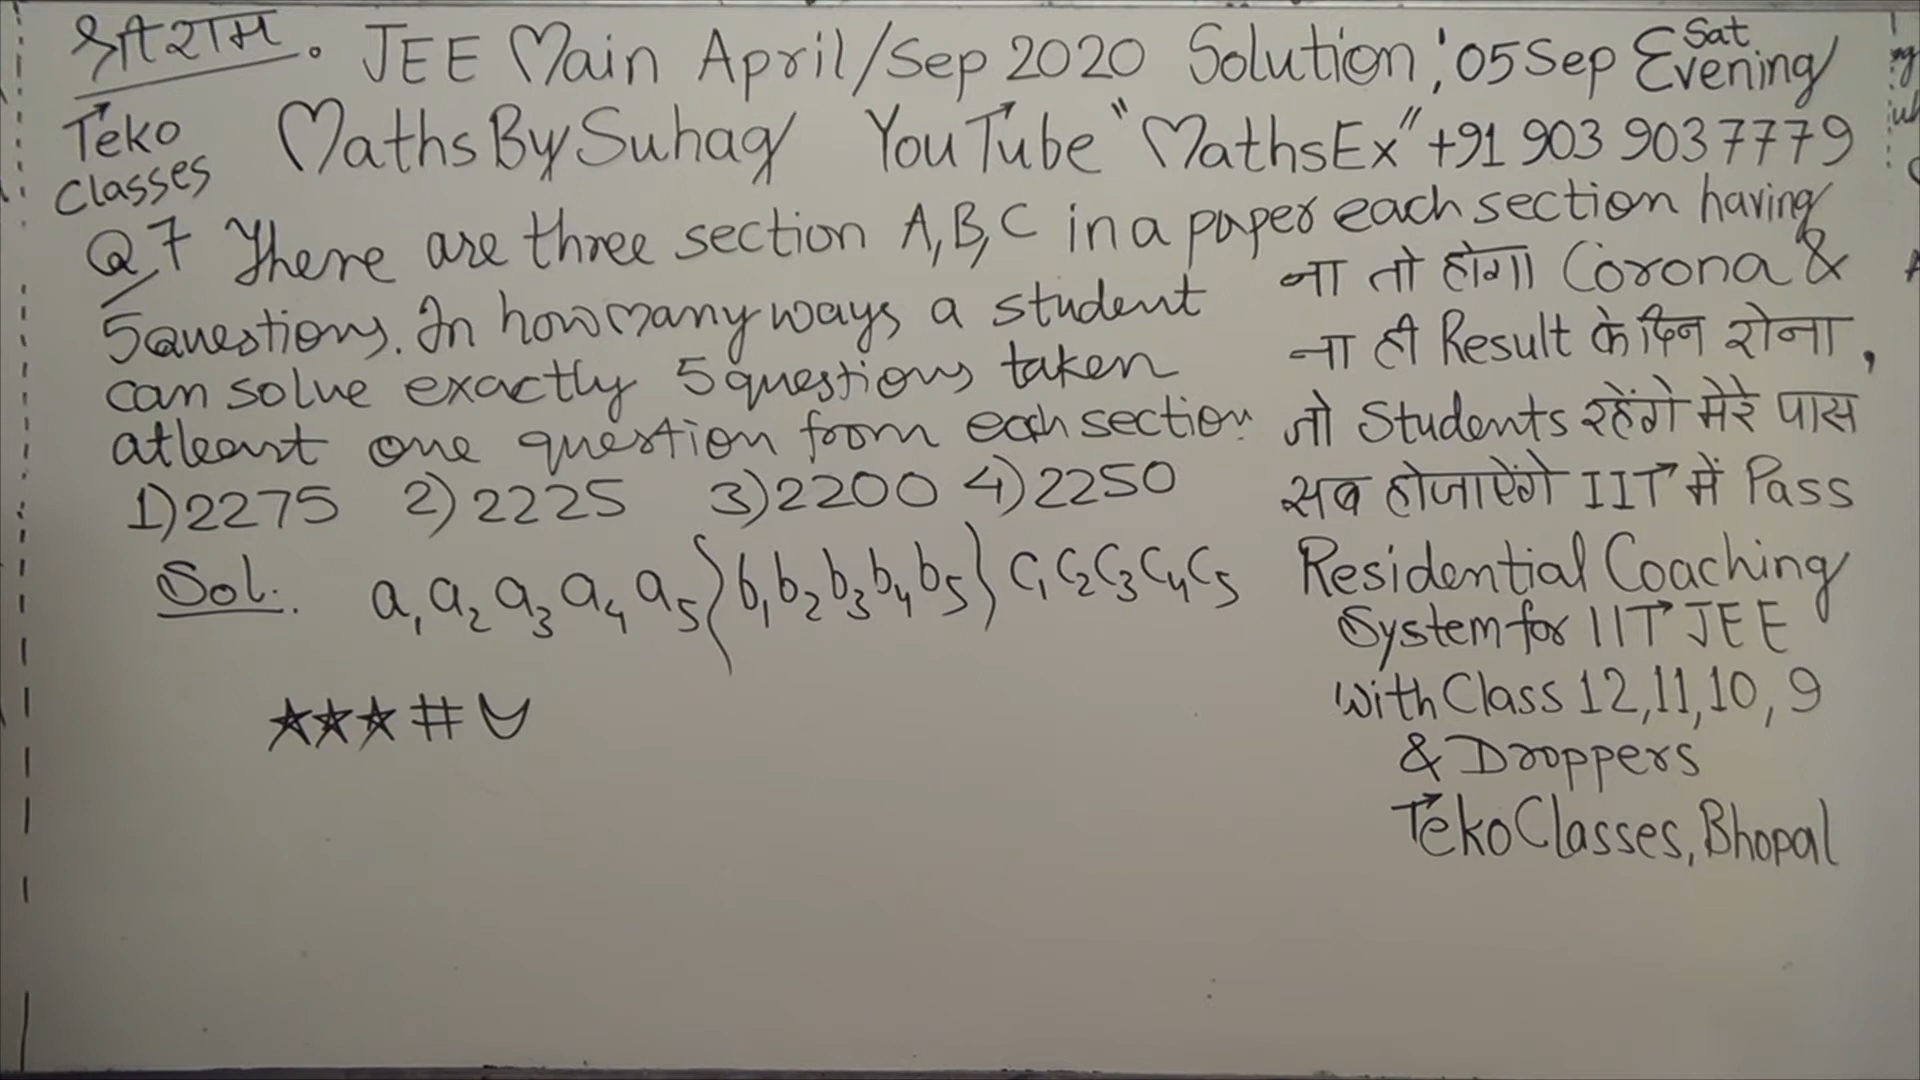 श्री राम. JEE Main April/Sep 2020 Solution; 05 Sep Sat Evening
Teko Classes
MathsBySuhag YouTube "MathsEx" +91 903 903 7779
Q7 There are three section A,B,C in a paper each section having
5 questions. In how many ways a student
can solve exactly 5 questions taken
atleast one question from each section
1) 2275 2) 2225 3) 2200 4) 2250
Sol. a₁ a₂ a₃ a₄ a₅ } b₁ b₂ b₃ b₄ b₅ } C₁ C₂ C₃ C₄ C₅
★★★#
ना तो होगा Corona &
ना ही Result के दिन रोना,
जो Students रहेंगे मेरे पास
सब होजाऐंगे IIT में Pass
Residential Coaching
System for IIT JEE
with Class 12,11,10,9
& Droppers
Teko Classes, Bhopal